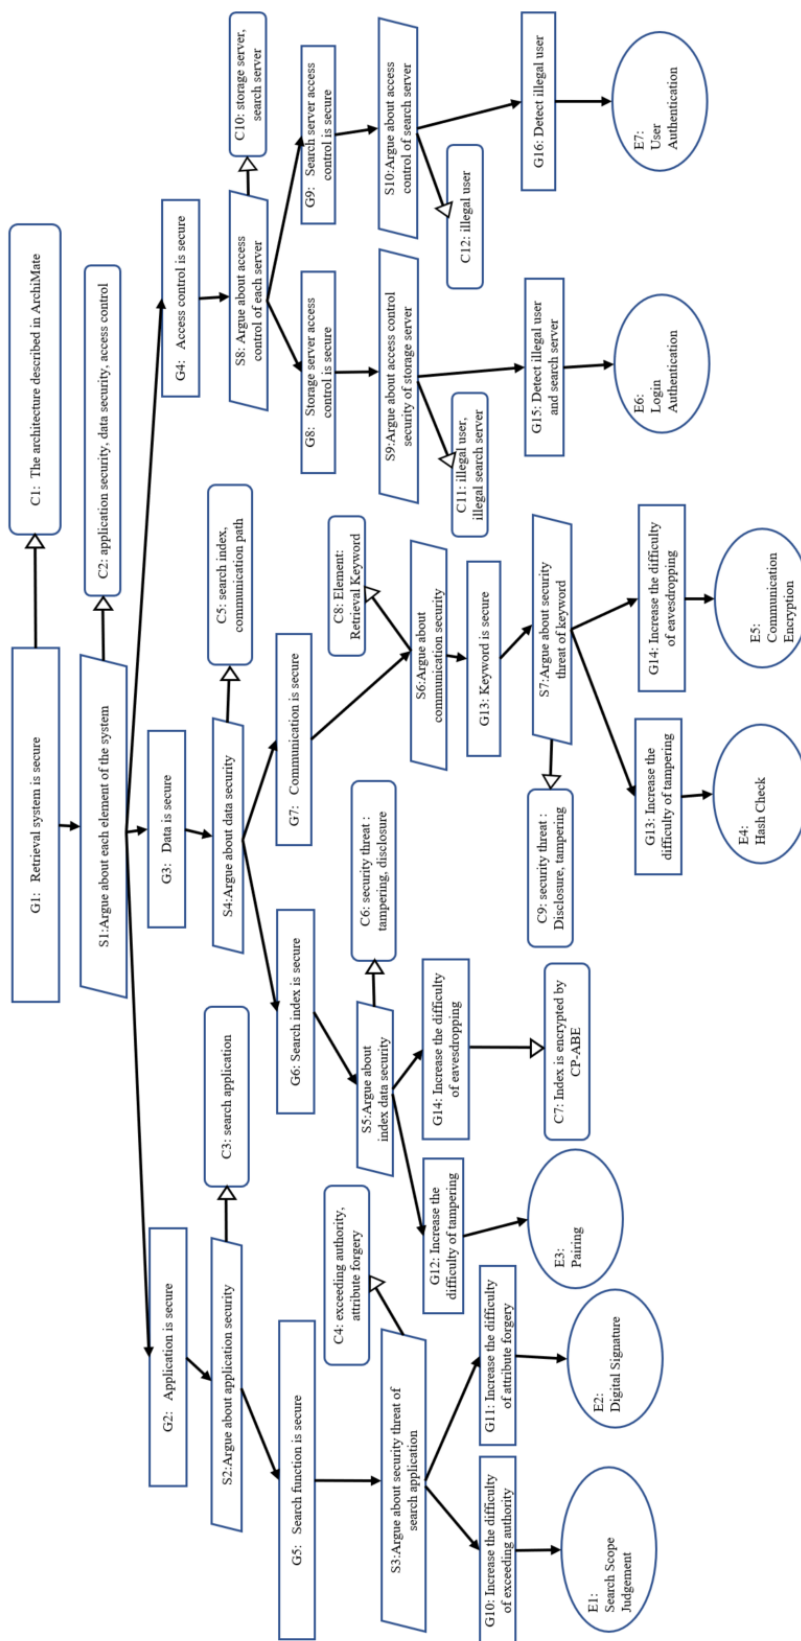 G1: Retrieval system is secure
C1: The architecture described in ArchiMate
S1:Argue about each element of the system
C2: application security, data security, access control
G2: Application is secure
G3: Data is secure
G4: Access control is secure
S2:Argue about application security
C3: search application
S4:Argue about data security
C5: search index,
communication path
S8: Argue about access
control of each server
C10: storage server,
search server
G5: Search function is secure
G6: Search index is secure
G7: Communication is secure
G8: Storage server access
control is secure
G9: Search server access
control is secure
C4: exceeding authority,
attribute forgery
C6: security threat :
tampering, disclosure
C8: Element:
Retrieval Keyword
S3:Argue about security threat of
search application
S5:Argue about
index data security
S6:Argue about
communication security
S9:Argue about access control
security of storage server
S10:Argue about access
control of search server
C11: illegal user,
illegal search server
C12: illegal user
G10: Increase the difficulty
of exceeding authority
G11: Increase the difficulty
of attribute forgery
G12: Increase the
difficulty of tampering
G14: Increase the difficulty
of eavesdropping
G13: Keyword is secure
G15: Detect illegal user
and search server
G16: Detect illegal user
C9: security threat :
Disclosure, tampering
S7:Argue about security
threat of keyword
E1:
Search Scope
Judgement
E2:
Digital Signature
E3:
Pairing
C7: Index is encrypted by
CP-ABE
G13: Increase the
difficulty of tampering
G14: Increase the difficulty
of eavesdropping
E6:
Login
Authentication
E7:
User
Authentication
E4:
Hash Check
E5:
Communication
Encryption